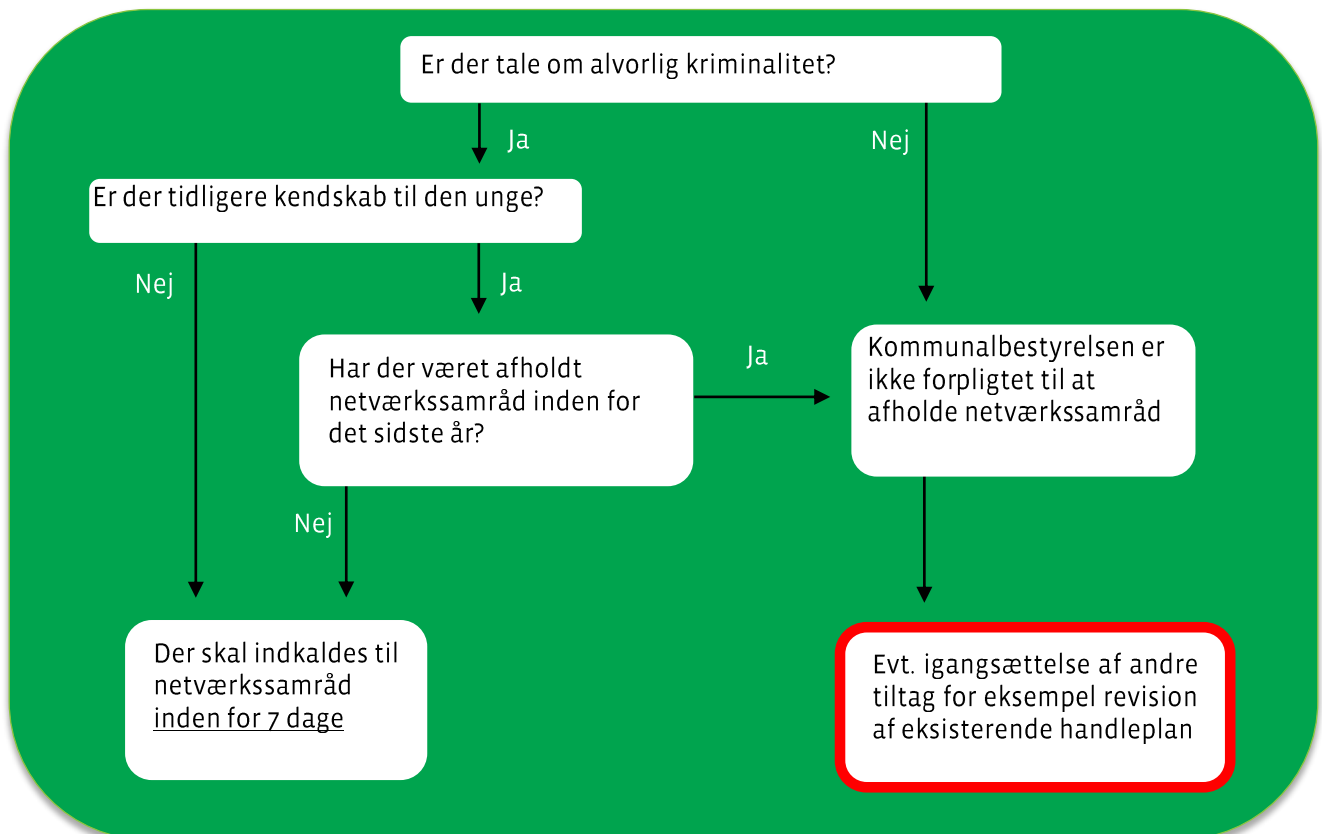 Er der tale om alvorlig kriminalitet?
Ja
Nej
Er der tidligere kendskab til den unge?
Nej
Ja
Har der været afholdt
netværkssamråd inden for
det sidste år?
Ja
Kommunalbestyrelsen er
ikke forpligtet til at
afholde netværkssamråd
Nej
Der skal indkaldes til
netværkssamråd
inden for 7 dage
Evt. igangsættelse af andre
tiltag for eksempel revision
af eksisterende handleplan